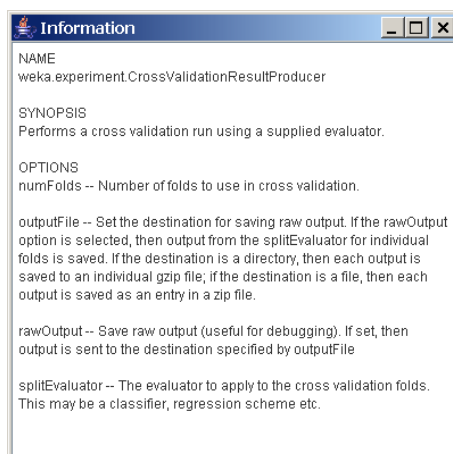 Information
NAME
weka.experiment.CrossValidationResultProducer
SYNOPSIS
Performs a cross validation run using a supplied evaluator.
OPTIONS
numFolds -- Number of folds to use in cross validation.
outputFile -- Set the destination for saving raw output. If the rawOutput
option is selected, then output from the splitEvaluator for individual
folds is saved. If the destination is a directory, then each output is
saved to an individual gzip file; if the destination is a file, then each
output is saved as an entry in a zip file.
rawOutput -- Save raw output (useful for debugging). If set, then
output is sent to the destination specified by outputFile
splitEvaluator -- The evaluator to apply to the cross validation folds.
This may be a classifier, regression scheme etc.